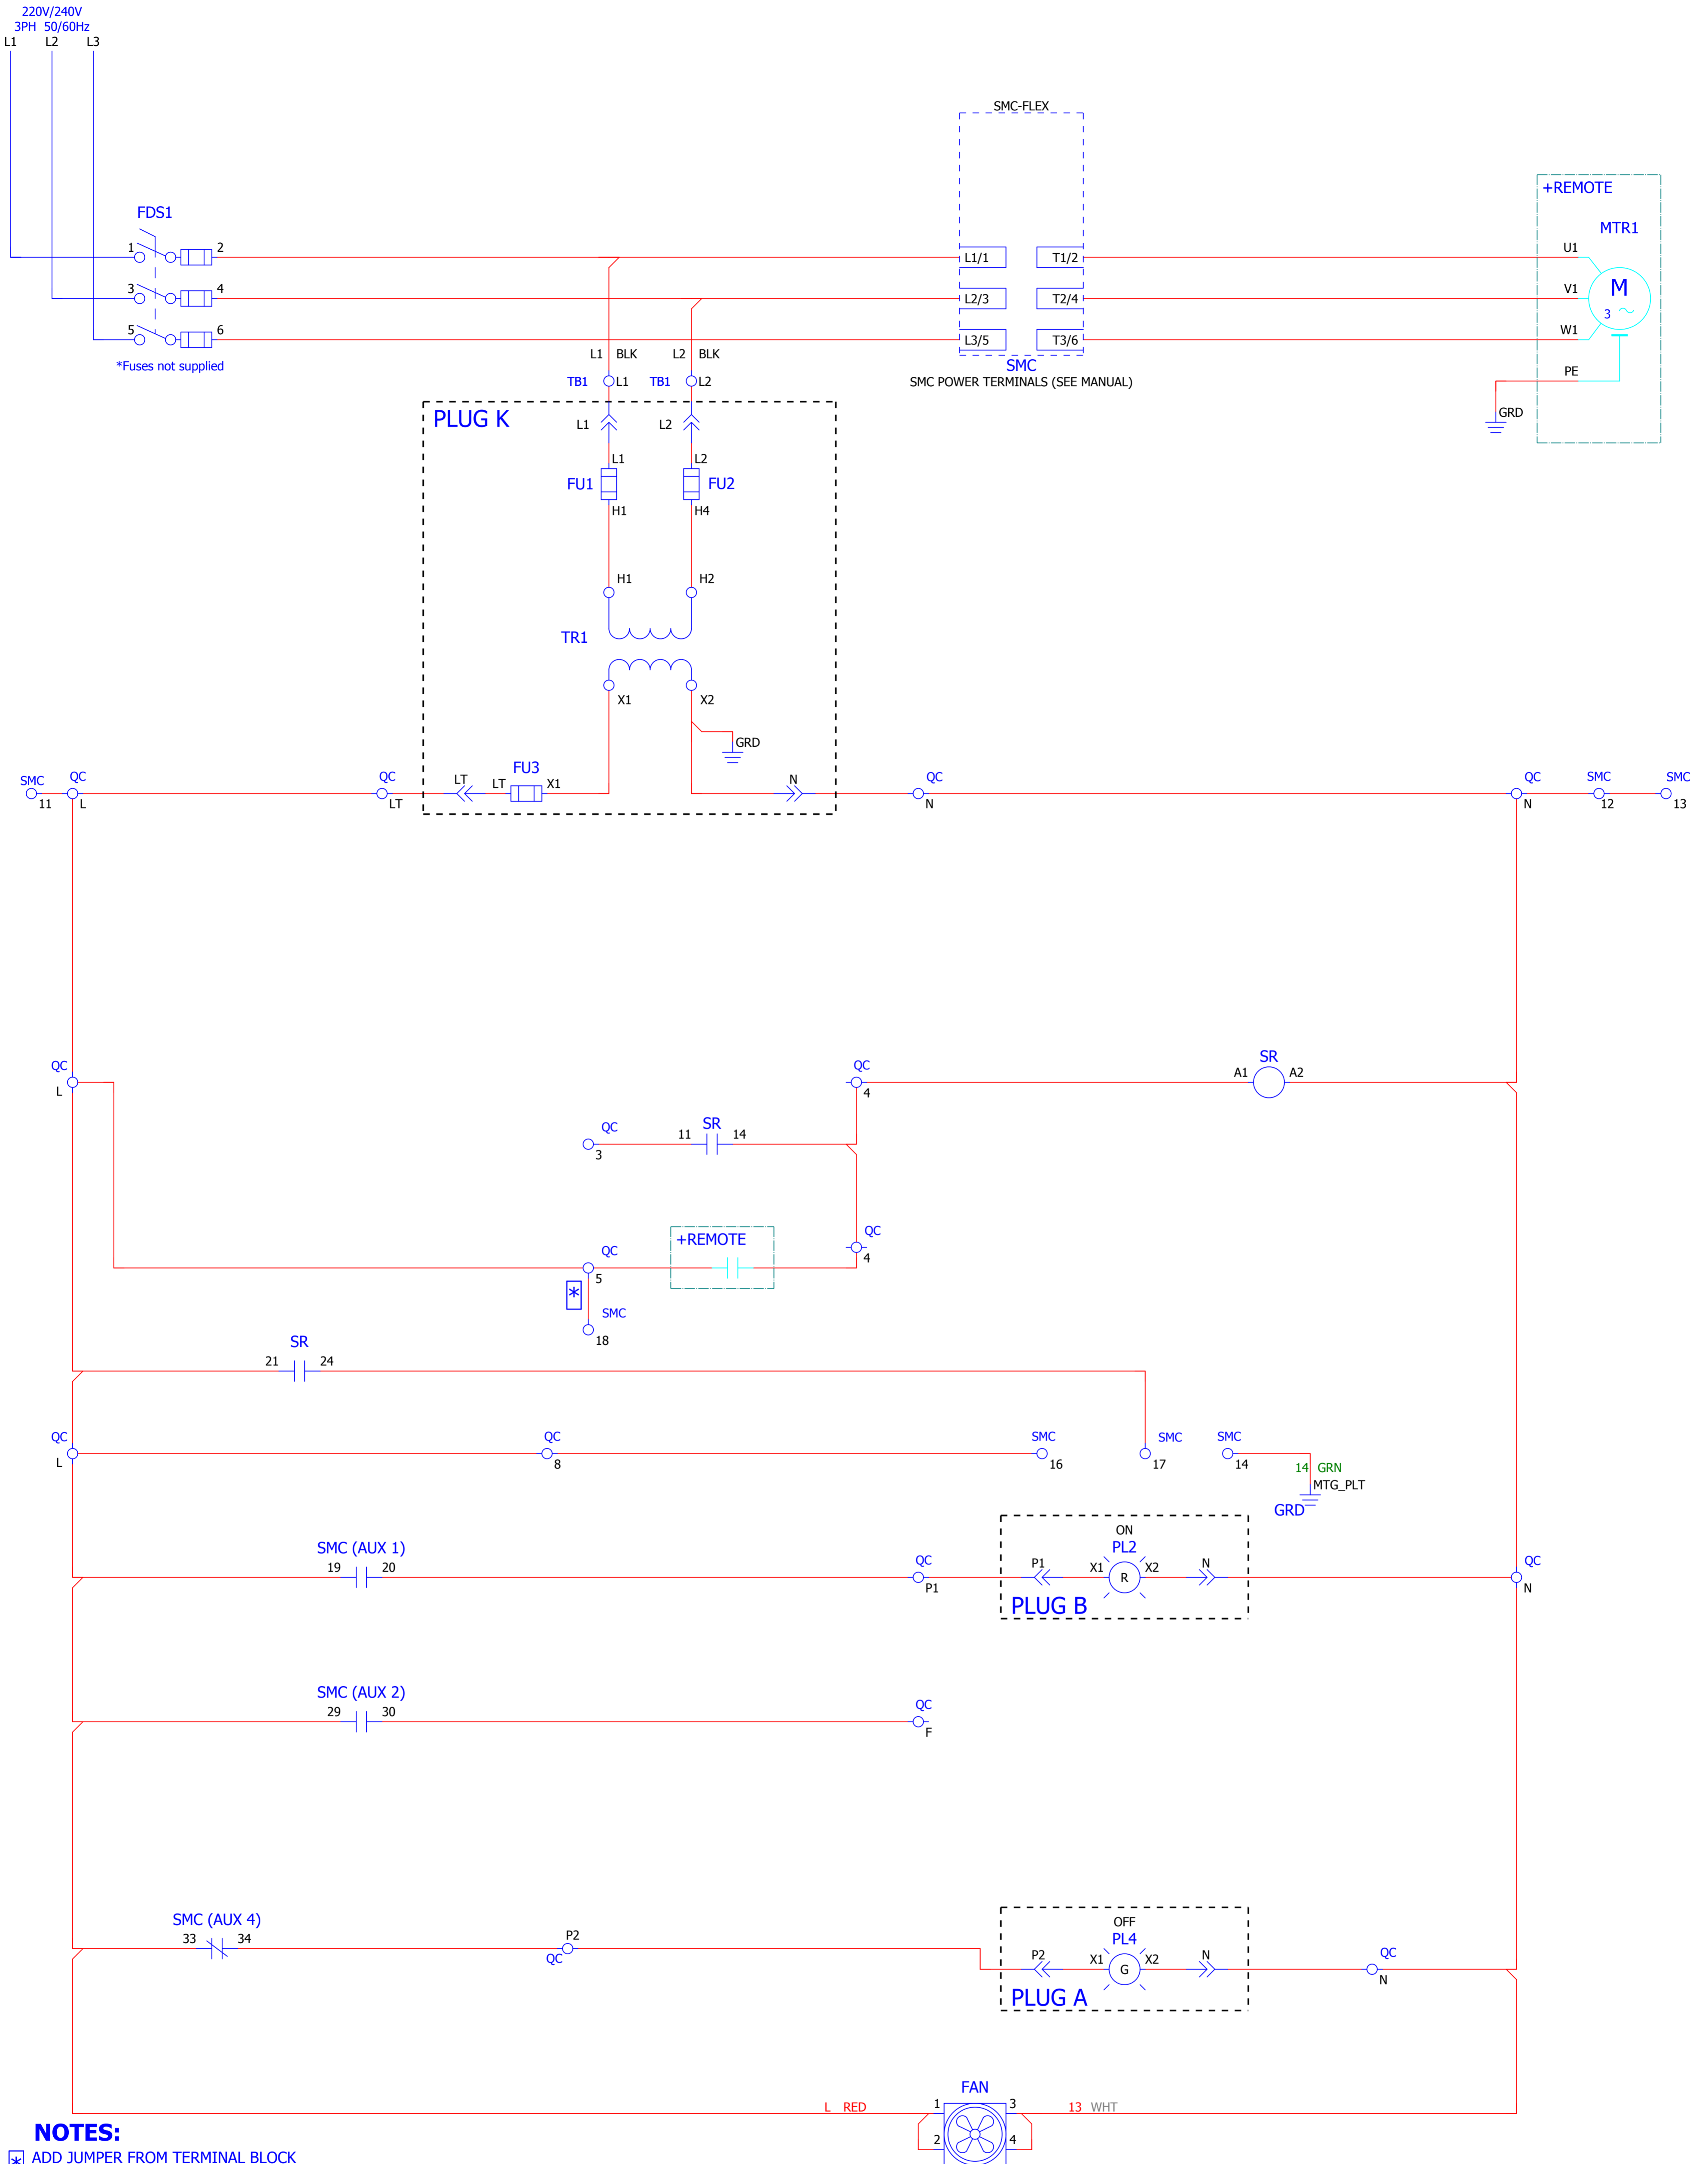 220V/240V
3PH 50/60Hz
L1 L2 L3
SMC-FLEX
+REMOTE
MTR1
FDS1
1 2 L1/1 T1/2 U1
3 4 L2/3 T2/4 V1 M
3
5 6 L3/5 T3/6 W1
*Fuses not supplied
L1 BLK L2 BLK
SMC
SMC POWER TERMINALS (SEE MANUAL)
PE
TB1 L1 TB1 L2
GRD
PLUG K
L1 L2
L1 L2
FU1 FU2
H1 H4
H1 H2
TR1
X1 X2
GRD
SMC QC QC LT LT FU3 X1 N QC QC SMC SMC
11 L LT N N 12 13
QC QC SR
L 4 A1 A2
QC 11 SR 14
3
QC
4
+REMOTE
QC
5
*
SMC
18
SR
21 24
QC QC SMC SMC SMC
L 8 16 17 14
14 GRN
MTG_PLT
GRD
ON
SMC (AUX 1) PL2
19 20 QC P1 X1 R X2 N QC
P1 N
PLUG B
SMC (AUX 2)
29 30 QC
F
OFF
SMC (AUX 4) PL4
33 34 P2 P2 X1 G X2 N QC
QC N
PLUG A
FAN
L RED 1 3 13 WHT
2 4
NOTES:
* ADD JUMPER FROM TERMINAL BLOCK